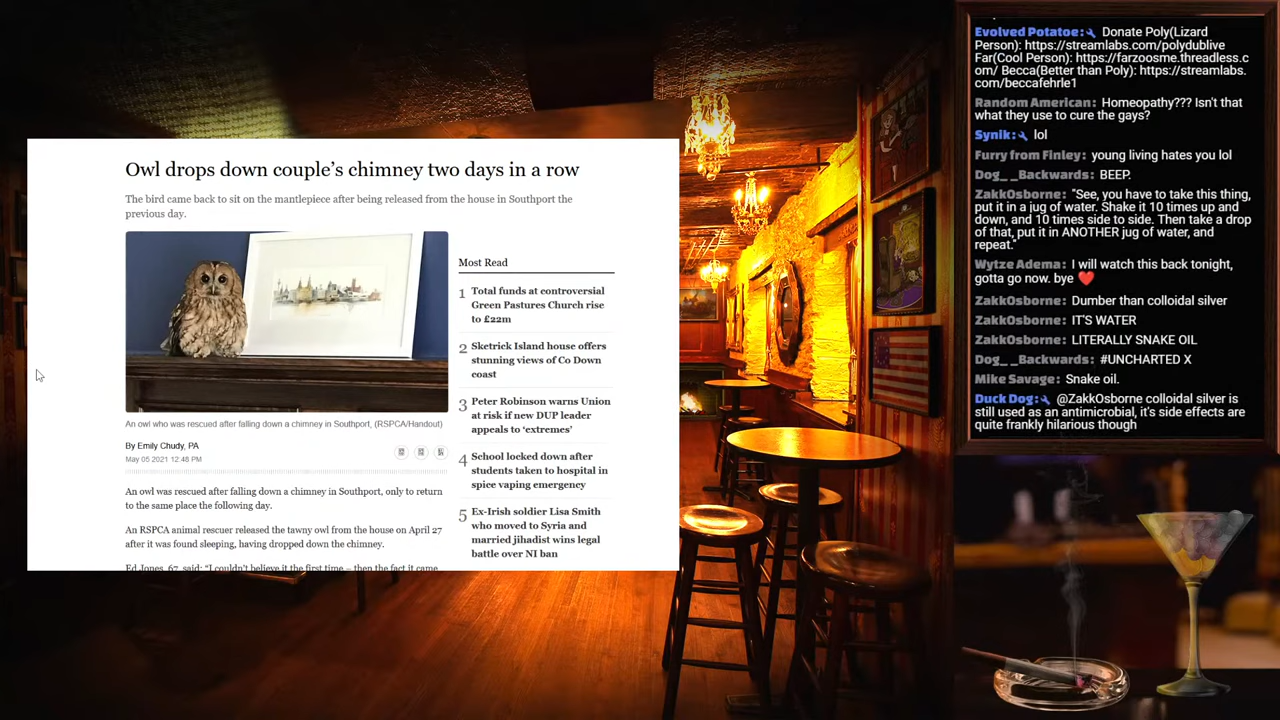 Owl drops down couple's chimney two days in a row
The bird came back to sit on the mantlepiece after being released from the house in Southport the
previous day.
An owl who was rescued after falling down a chimney in Southport, (RSPCA/Handout)
By Emily Chudy, PA
May 05 2021 12:48 PM
An owl was rescued after falling down a chimney in Southport, only to return
to the same place the following day.
An RSPCA animal rescuer released the tawny owl from the house on April 27
after it was found sleeping, having dropped down the chimney.
Ed Jones, 67, said: “I couldn't believe it the first time – then the fact it came
Most Read
1 Total funds at controversial
Green Pastures Church rise
to £22m
2 Sketrick Island house offers
stunning views of Co Down
coast
3 Peter Robinson warns Union
at risk if new DUP leader
appeals to ‘extremes’
4 School locked down after
students taken to hospital in
spice vaping emergency
5 Ex-Irish soldier Lisa Smith
who moved to Syria and
married jihadist wins legal
battle over NI ban
Evolved Potatoe: Donate Poly(Lizard
Person): https://streamlabs.com/polydublive
Far(Cool Person): https://farzoosme.threadless.c
om/ Becca(Better than Poly): https://streamlabs.
com/beccafehrle1
Random American: Homeopathy??? Isn't that
what they use to cure the gays?
Synik: lol
Furry from Finley: young living hates you lol
Dog_ _Backwards: BEEP.
ZakkOsborne: "See, you have to take this thing,
put it in a jug of water. Shake it 10 times up and
down, and 10 times side to side. Then take a drop
of that, put it in ANOTHER jug of water, and
repeat."
Wytze Adema: I will watch this back tonight,
gotta go now. bye ❤️
ZakkOsborne: Dumber than colloidal silver
ZakkOsborne: IT'S WATER
ZakkOsborne: LITERALLY SNAKE OIL
Dog_ _Backwards: #UNCHARTED X
Mike Savage: Snake oil.
Duck Dog: @ZakkOsborne colloidal silver is
still used as an antimicrobial, it's side effects are
quite frankly hilarious though